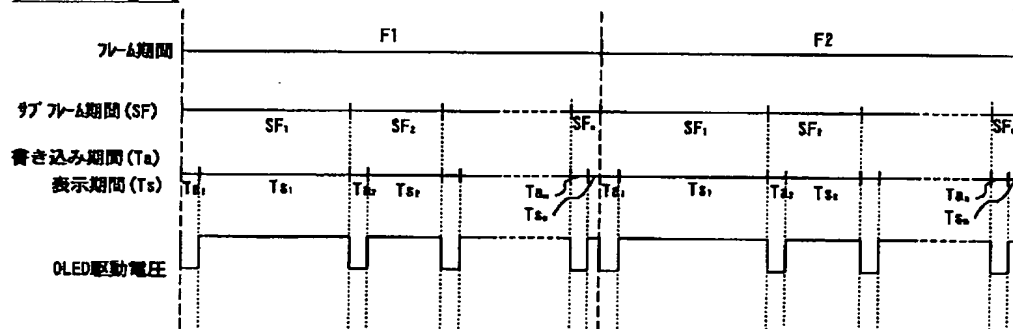 F1
F2
フレーム期間
サブフレーム期間(SF)
SF₁
SF₂
SFₙ
SF₁
SF₂
書き込み期間(Ta)
表示期間(Ts)
Ta₁
Ts₁
Ta₂
Ts₂
Taₙ
Tsₙ
Ta₁
Ts₁
Ta₂
Ts₂
Taₙ
Tsₙ
OLED駆動電圧